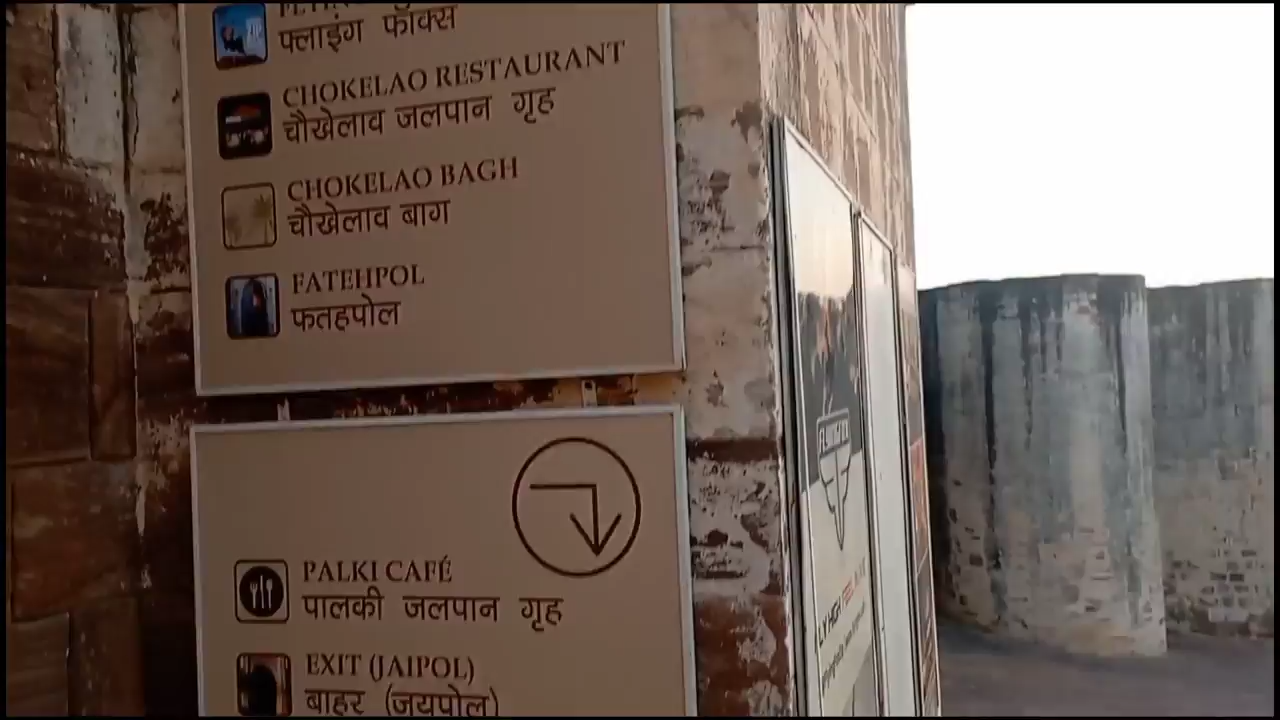 फ्लाइंग फॉक्स
CHOKELAO RESTAURANT
चौखेलाव जलपान गृह
CHOKELAO BAGH
चौखेलाव बाग
FATEHPOL
फतहपोल
PALKI CAFÉ
पालकी जलपान गृह
EXIT (JAIPOL)
बाहर (जयपोल)